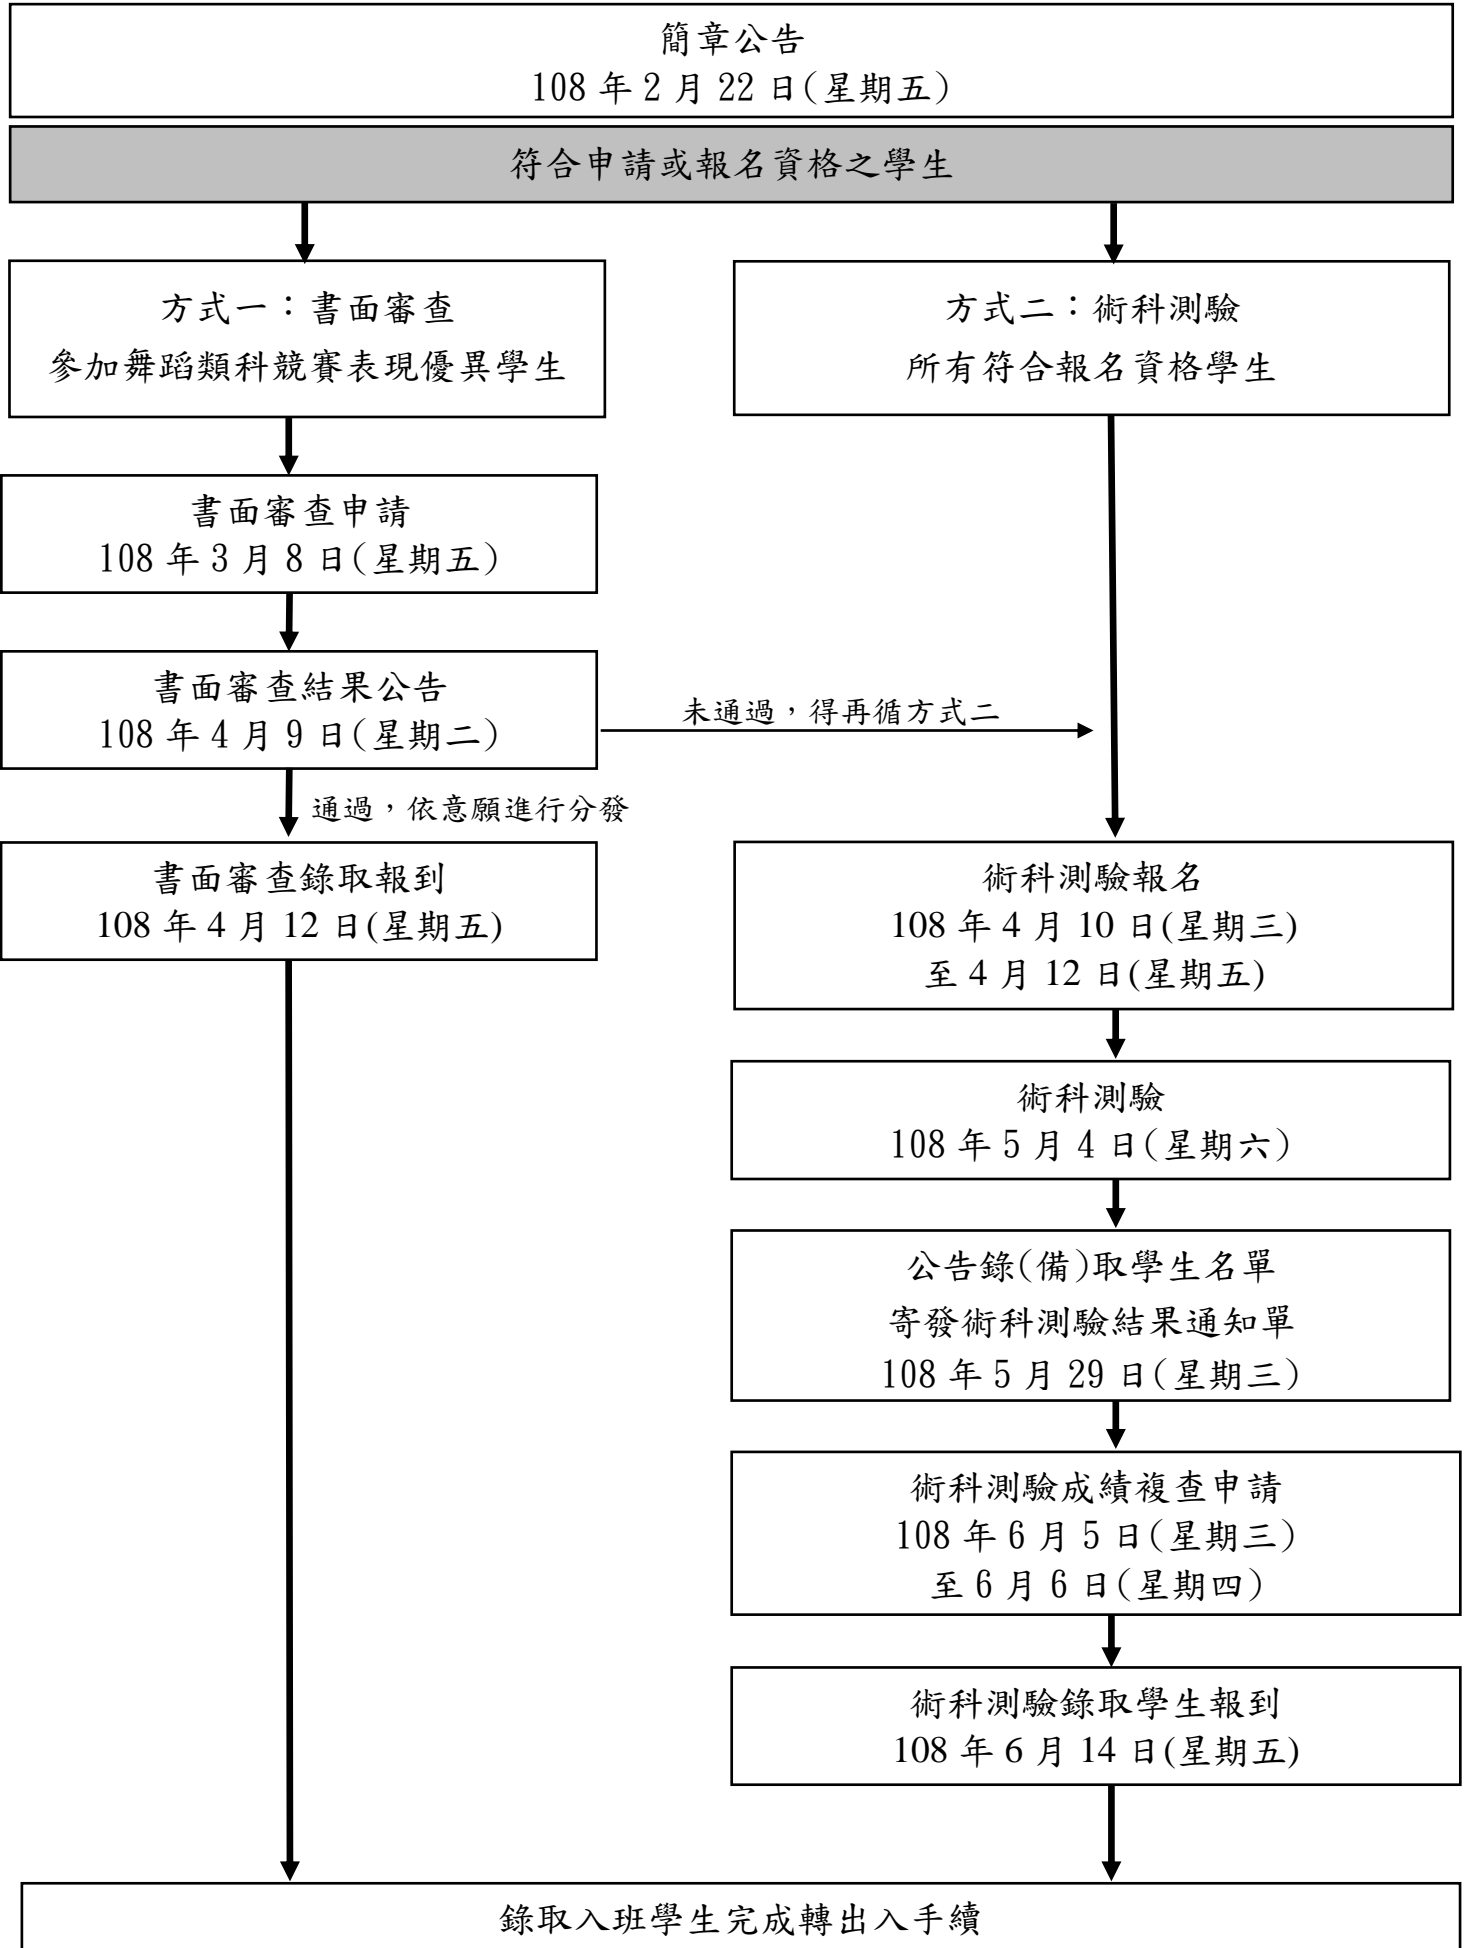 簡章公告
108 年 2 月 22 日(星期五)
符合申請或報名資格之學生
方式一：書面審查
參加舞蹈類科競賽表現優異學生
方式二：術科測驗
所有符合報名資格學生
書面審查申請
108 年 3 月 8 日(星期五)
書面審查結果公告
108 年 4 月 9 日(星期二)
未通過，得再循方式二
通過，依意願進行分發
書面審查錄取報到
108 年 4 月 12 日(星期五)
術科測驗報名
108 年 4 月 10 日(星期三)
至 4 月 12 日(星期五)
術科測驗
108 年 5 月 4 日(星期六)
公告錄(備)取學生名單
寄發術科測驗結果通知單
108 年 5 月 29 日(星期三)
術科測驗成績複查申請
108 年 6 月 5 日(星期三)
至 6 月 6 日(星期四)
術科測驗錄取學生報到
108 年 6 月 14 日(星期五)
錄取入班學生完成轉出入手續